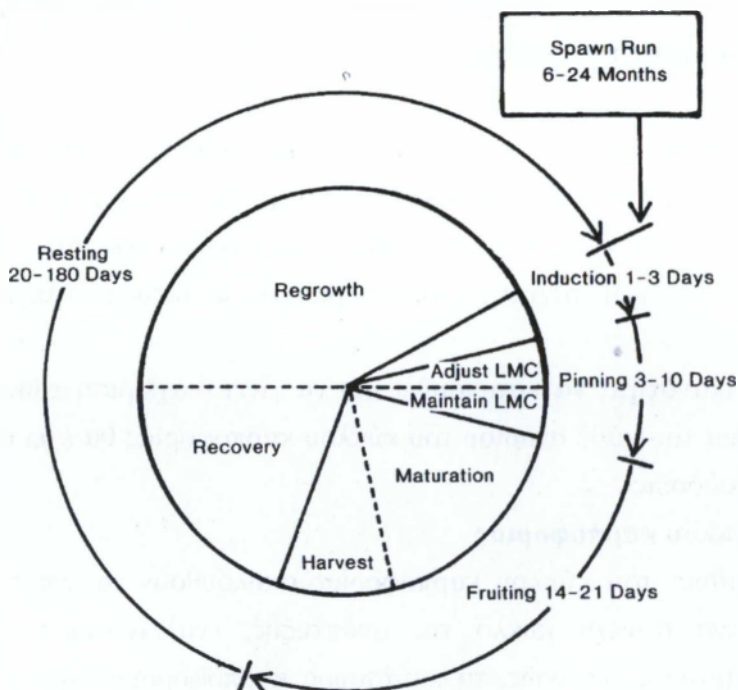 Spawn Run
6-24 Months
Resting
20-180 Days
Regrowth
Induction 1-3 Days
Adjust LMC
Maintain LMC
Pinning 3-10 Days
Recovery
Maturation
Harvest
Fruiting 14-21 Days